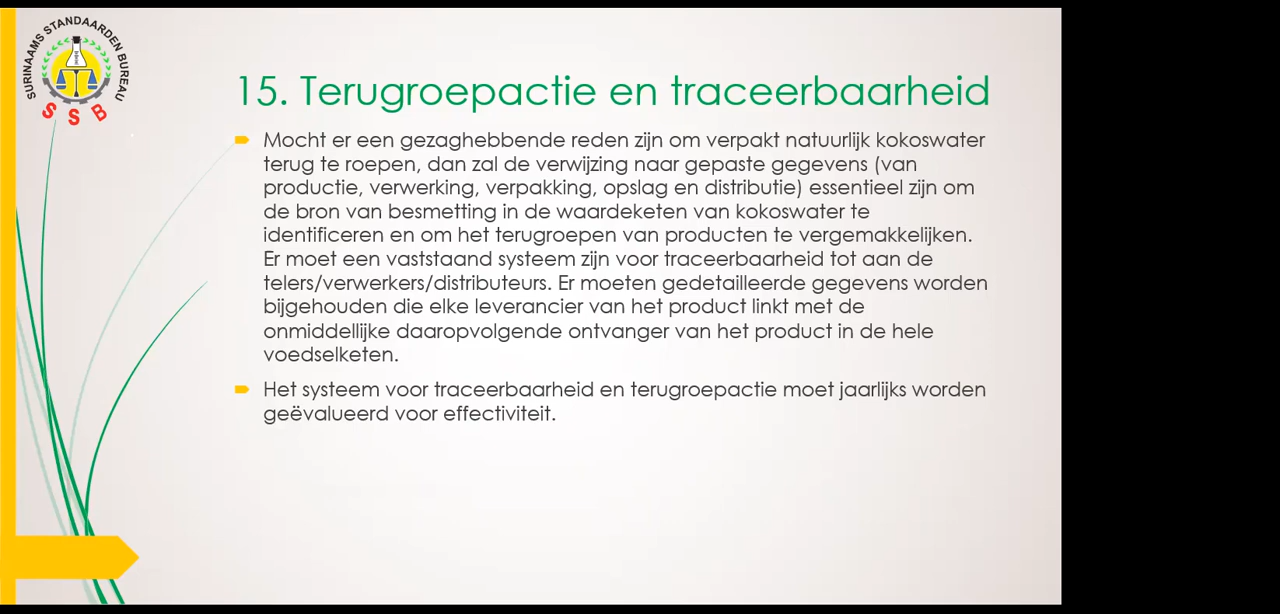 SURINAAMS STANDAARDEN BUREAU
SSB
15. Terugroepactie en traceerbaarheid
Mocht er een gezaghebbende reden zijn om verpakt natuurlijk kokoswater
terug te roepen, dan zal de verwijzing naar gepaste gegevens (van
productie, verwerking, verpakking, opslag en distributie) essentieel zijn om
de bron van besmetting in de waardeketen van kokoswater te
identificeren en om het terugroepen van producten te vergemakkelijken.
Er moet een vaststaand systeem zijn voor traceerbaarheid tot aan de
telers/verwerkers/distributeurs. Er moeten gedetailleerde gegevens worden
bijgehouden die elke leverancier van het product linkt met de
onmiddellijke daaropvolgende ontvanger van het product in de hele
voedselketen.
Het systeem voor traceerbaarheid en terugroepactie moet jaarlijks worden
geëvalueerd voor effectiviteit.